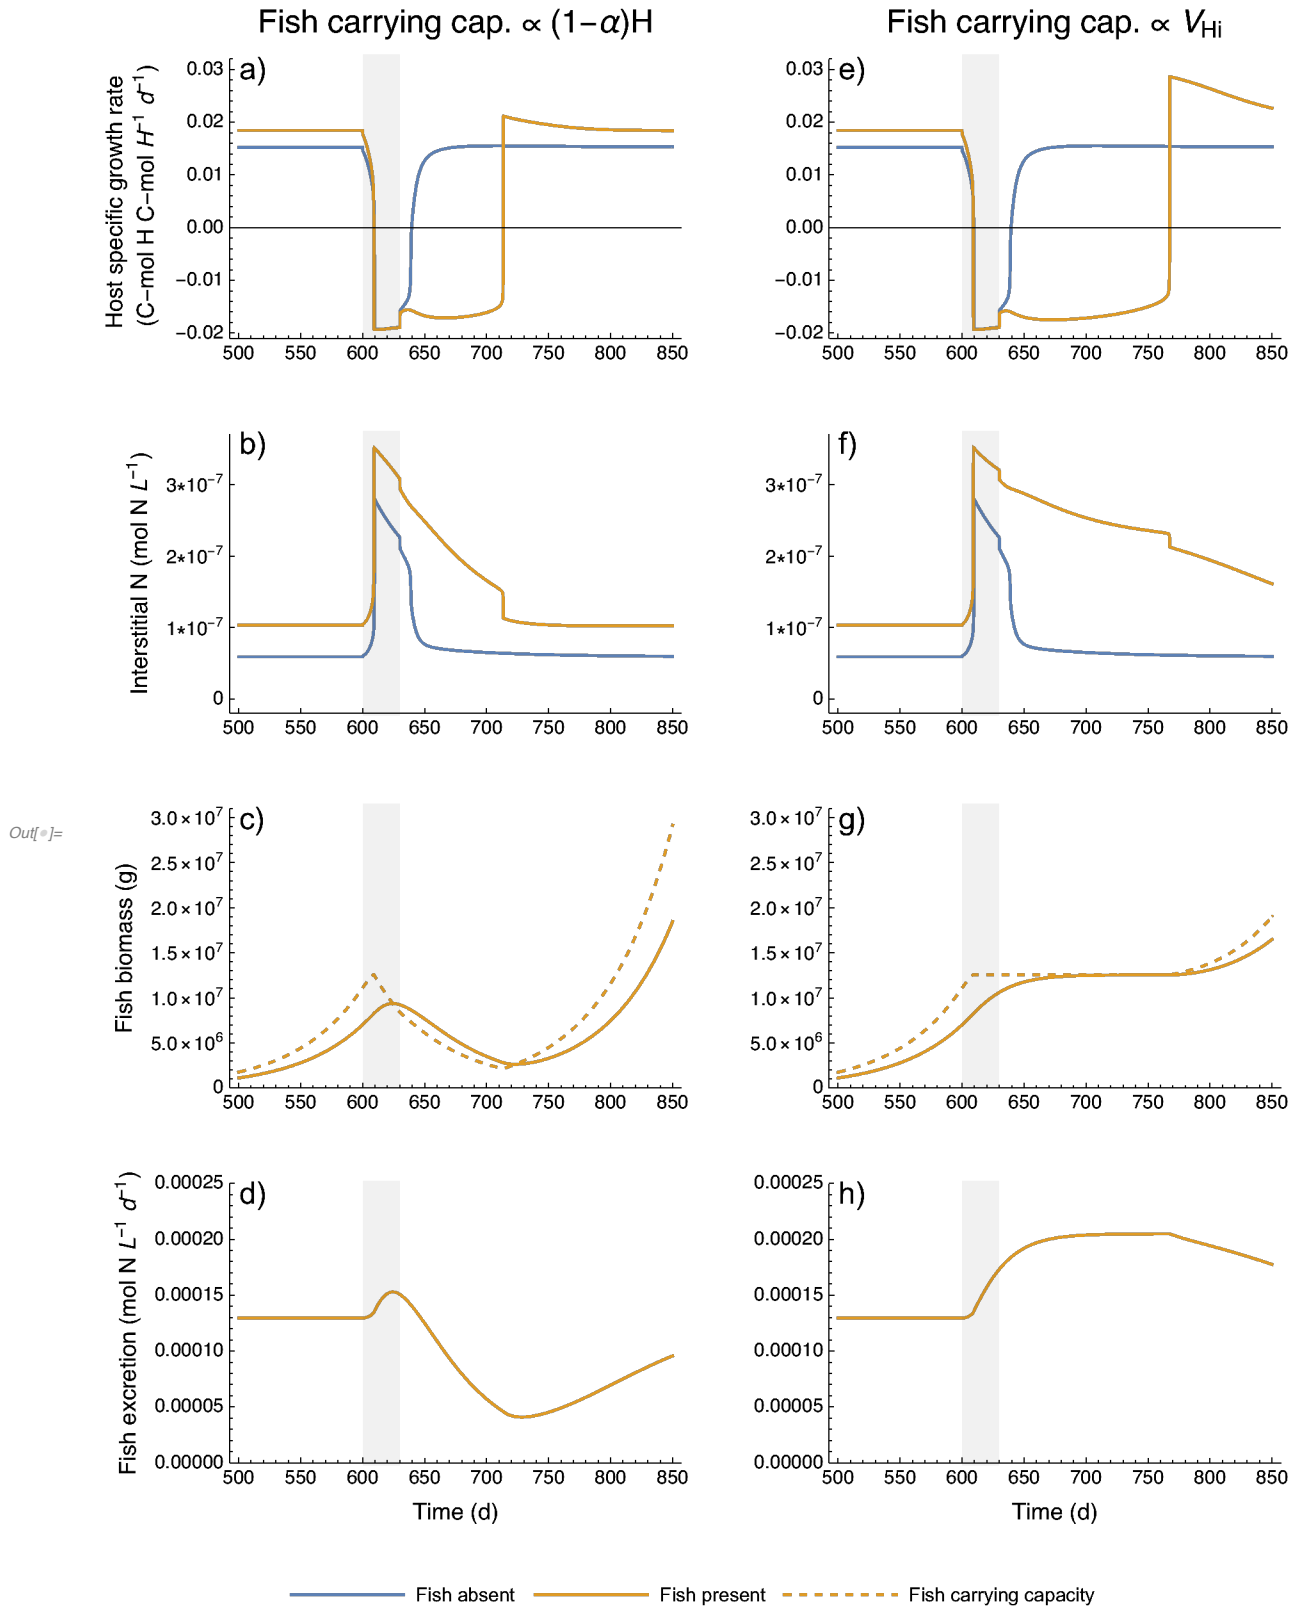 Fish carrying cap. ∝ (1−α)H
Fish carrying cap. ∝ V_Hi
a)
Host specific growth rate
(C−mol H C−mol H⁻¹ d⁻¹)
0.03
0.02
0.01
0.00
−0.01
−0.02
500 550 600 650 700 750 800 850
e)
0.03
0.02
0.01
0.00
−0.01
−0.02
500 550 600 650 700 750 800 850
b)
Interstitial N (mol N L⁻¹)
3*10⁻⁷
2*10⁻⁷
1*10⁻⁷
0
500 550 600 650 700 750 800 850
f)
3*10⁻⁷
2*10⁻⁷
1*10⁻⁷
0
500 550 600 650 700 750 800 850
Out[ ]=
c)
Fish biomass (g)
3.0×10⁷
2.5×10⁷
2.0×10⁷
1.5×10⁷
1.0×10⁷
5.0×10⁶
0
500 550 600 650 700 750 800 850
g)
3.0×10⁷
2.5×10⁷
2.0×10⁷
1.5×10⁷
1.0×10⁷
5.0×10⁶
0
500 550 600 650 700 750 800 850
d)
Fish excretion (mol N L⁻¹ d⁻¹)
0.00025
0.00020
0.00015
0.00010
0.00005
0.00000
500 550 600 650 700 750 800 850
Time (d)
h)
0.00025
0.00020
0.00015
0.00010
0.00005
0.00000
500 550 600 650 700 750 800 850
Time (d)
Fish absent
Fish present
Fish carrying capacity